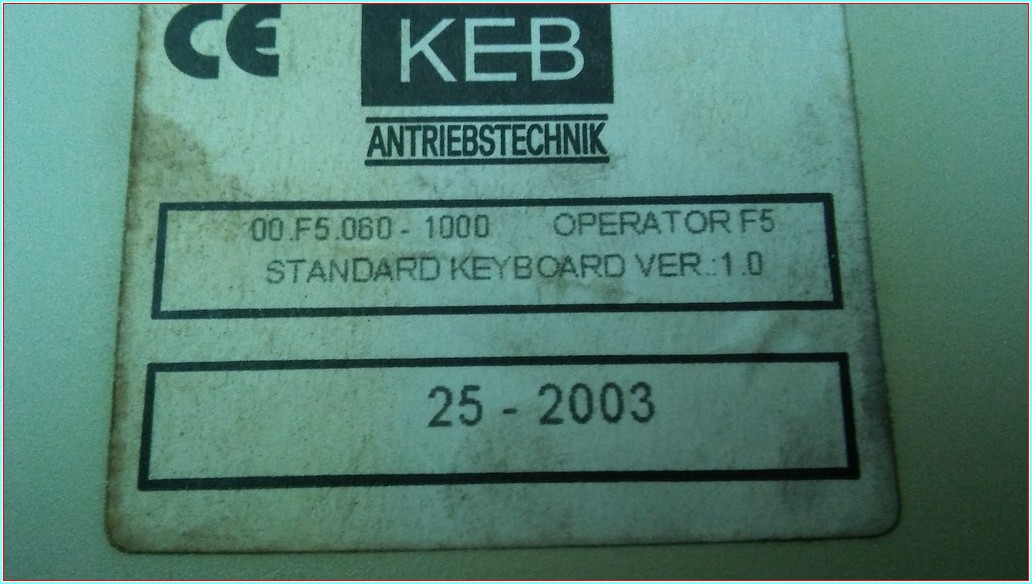 CE KEB
ANTRIEBSTECHNIK
00.F5.060 - 1000 OPERATOR F5
STANDARD KEYBOARD VER.:1.0
25 - 2003